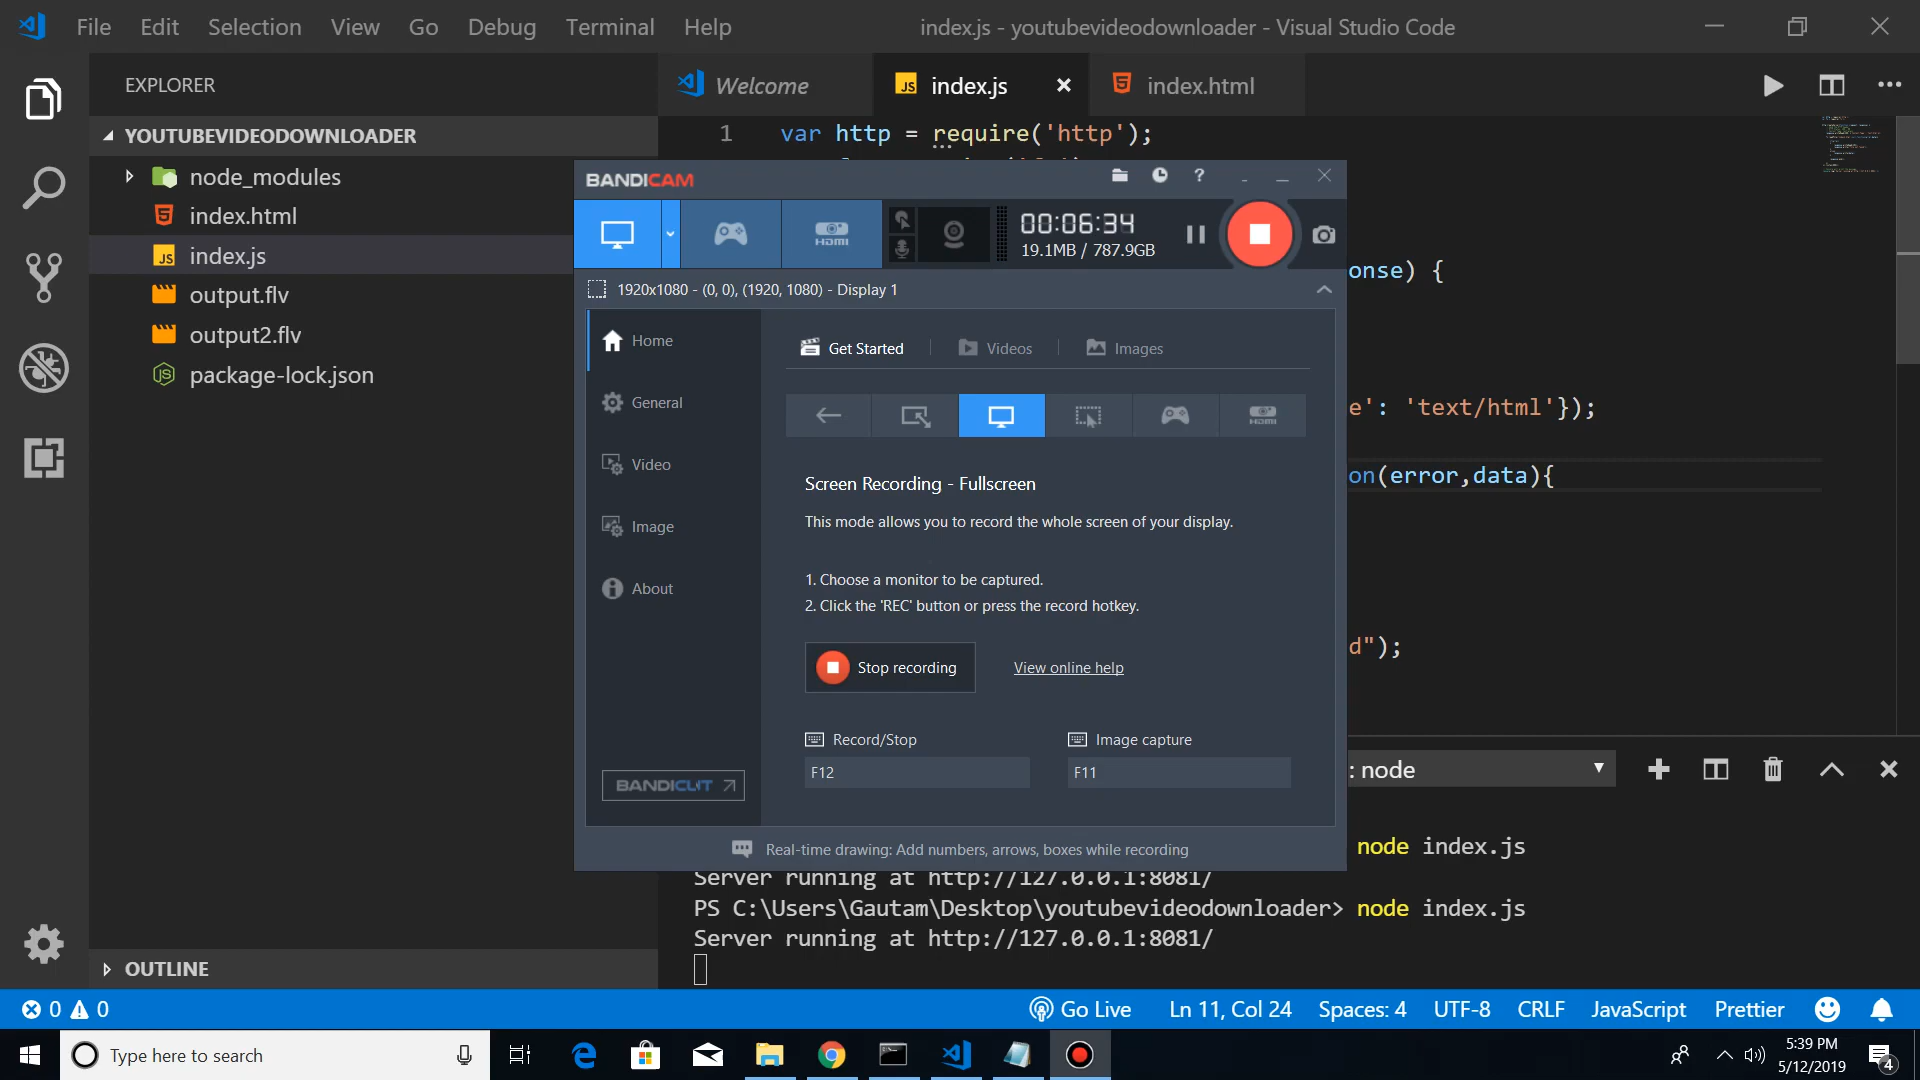 File Edit Selection View Go Debug Terminal Help
index.js - youtubevideodownloader - Visual Studio Code
EXPLORER
YOUTUBEVIDEODOWNLOADER
node_modules
index.html
index.js
output.flv
output2.flv
package-lock.json
OUTLINE
Welcome
index.js
index.html
1 var http = require('http');
onse) {
e': 'text/html'});
on(error,data){
d");
BANDICAM
?
HDMI
00:06:34
19.1MB / 787.9GB
1920x1080 - (0, 0), (1920, 1080) - Display 1
Home
General
Video
Image
About
BANDICUT
Get Started
Videos
Images
HDMI
Screen Recording - Fullscreen
This mode allows you to record the whole screen of your display.
1. Choose a monitor to be captured.
2. Click the 'REC' button or press the record hotkey.
Stop recording
View online help
Record/Stop
F12
Image capture
F11
Real-time drawing: Add numbers, arrows, boxes while recording
: node
node index.js
Server running at http://127.0.0.1:8081/
PS C:\Users\Gautam\Desktop\youtubevideodownloader> node index.js
Server running at http://127.0.0.1:8081/
0 0
Go Live
Ln 11, Col 24
Spaces: 4
UTF-8
CRLF
JavaScript
Prettier
Type here to search
5:39 PM
5/12/2019
4